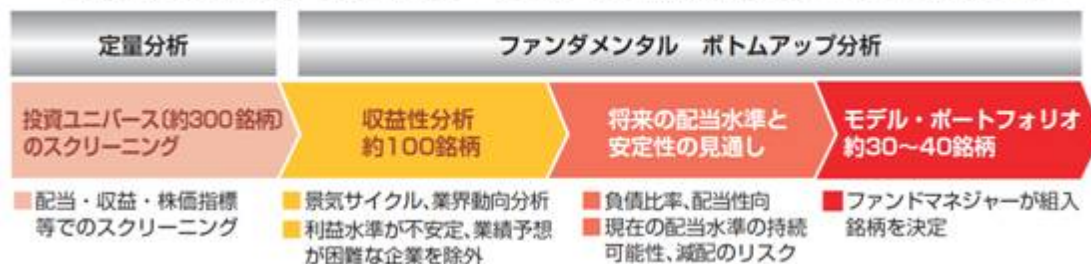 定量分析
ファンダメンタル ボトムアップ分析
投資ユニバース(約300銘柄)
のスクリーニング
収益性分析
約100銘柄
将来の配当水準と
安定性の見通し
モデル・ポートフォリオ
約30～40銘柄
配当・収益・株価指標
等でのスクリーニング
景気サイクル、業界動向分析
利益水準が不安定、業績予想
が困難な企業を除外
負債比率、配当性向
現在の配当水準の持続
可能性、減配のリスク
ファンドマネジャーが組入
銘柄を決定